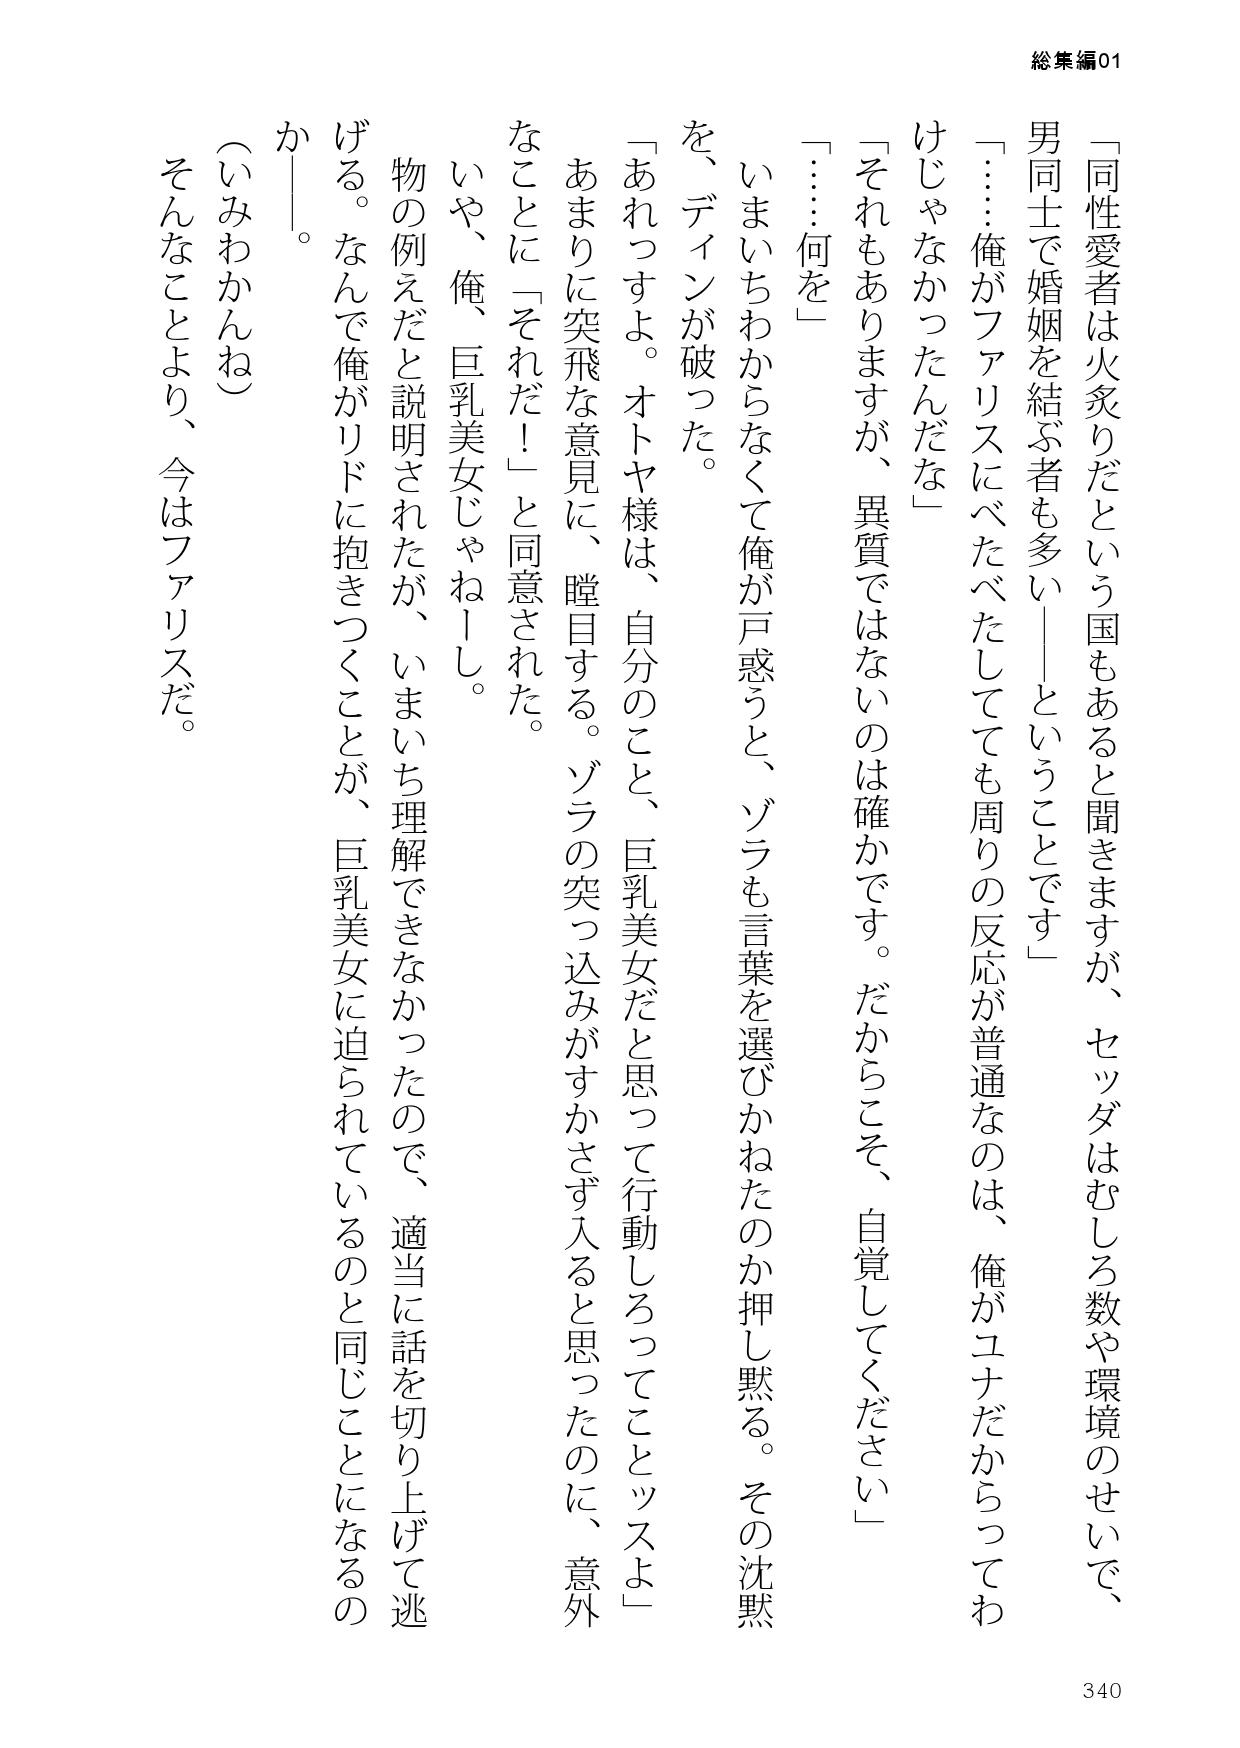 総集編01
「同性愛者は火炙りだという国もあると聞きますが、セッダはむしろ数や環境のせいで、
男同士で婚姻を結ぶ者も多い――ということです」
「……俺がファリスにべたべたしてても周りの反応が普通なのは、俺がユナだからってわ
けじゃなかったんだな」
「それもありますが、異質ではないのは確かです。だからこそ、自覚してください」
「……何を」
いまいちわからなくて俺が戸惑うと、ゾラも言葉を選びかねたのか押し黙る。その沈黙
を、ディンが破った。
「あれっすよ。オトヤ様は、自分のこと、巨乳美女だと思って行動しろってことッスよ」
あまりに突飛な意見に、瞠目する。ゾラの突っ込みがすかさず入ると思ったのに、意外
なことに「それだ！」と同意された。
いや、俺、巨乳美女じゃねーし。
物の例えだと説明されたが、いまいち理解できなかったので、適当に話を切り上げて逃
げる。なんで俺がリドに抱きつくことが、巨乳美女に迫られているのと同じことになるの
か――。
（いみわかんね）
そんなことより、今はファリスだ。
340